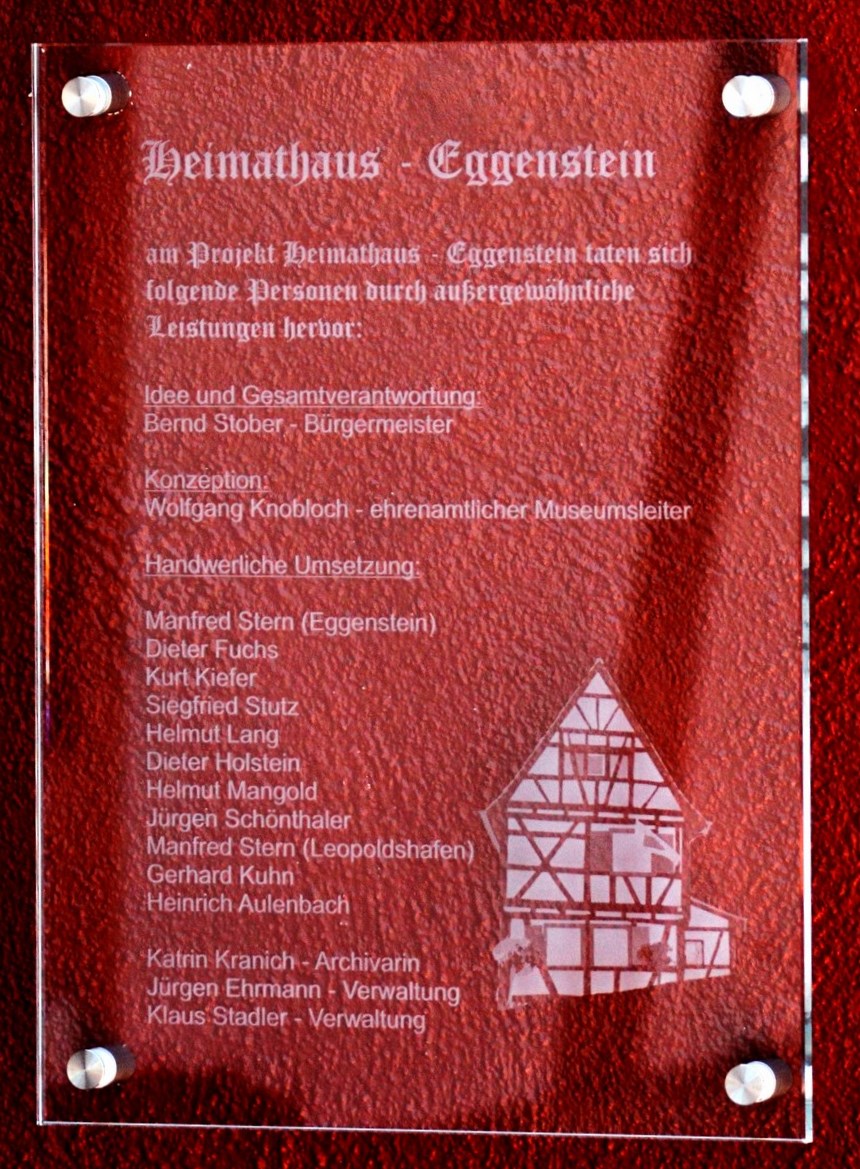 Heimathaus - Eggenstein
am Projekt Heimathaus - Eggenstein taten sich
folgende Personen durch außergewöhnliche
Leistungen hervor:
Idee und Gesamtverantwortung:
Bernd Stober - Bürgermeister
Konzeption:
Wolfgang Knobloch - ehrenamtlicher Museumsleiter
Handwerliche Umsetzung:
Manfred Stern (Eggenstein)
Dieter Fuchs
Kurt Kiefer
Siegfried Stutz
Helmut Lang
Dieter Holstein
Helmut Mangold
Jürgen Schönthaler
Manfred Stern (Leopoldshafen)
Gerhard Kuhn
Heinrich Aulenbach
Katrin Kranich - Archivarin
Jürgen Ehrmann - Verwaltung
Klaus Stadler - Verwaltung